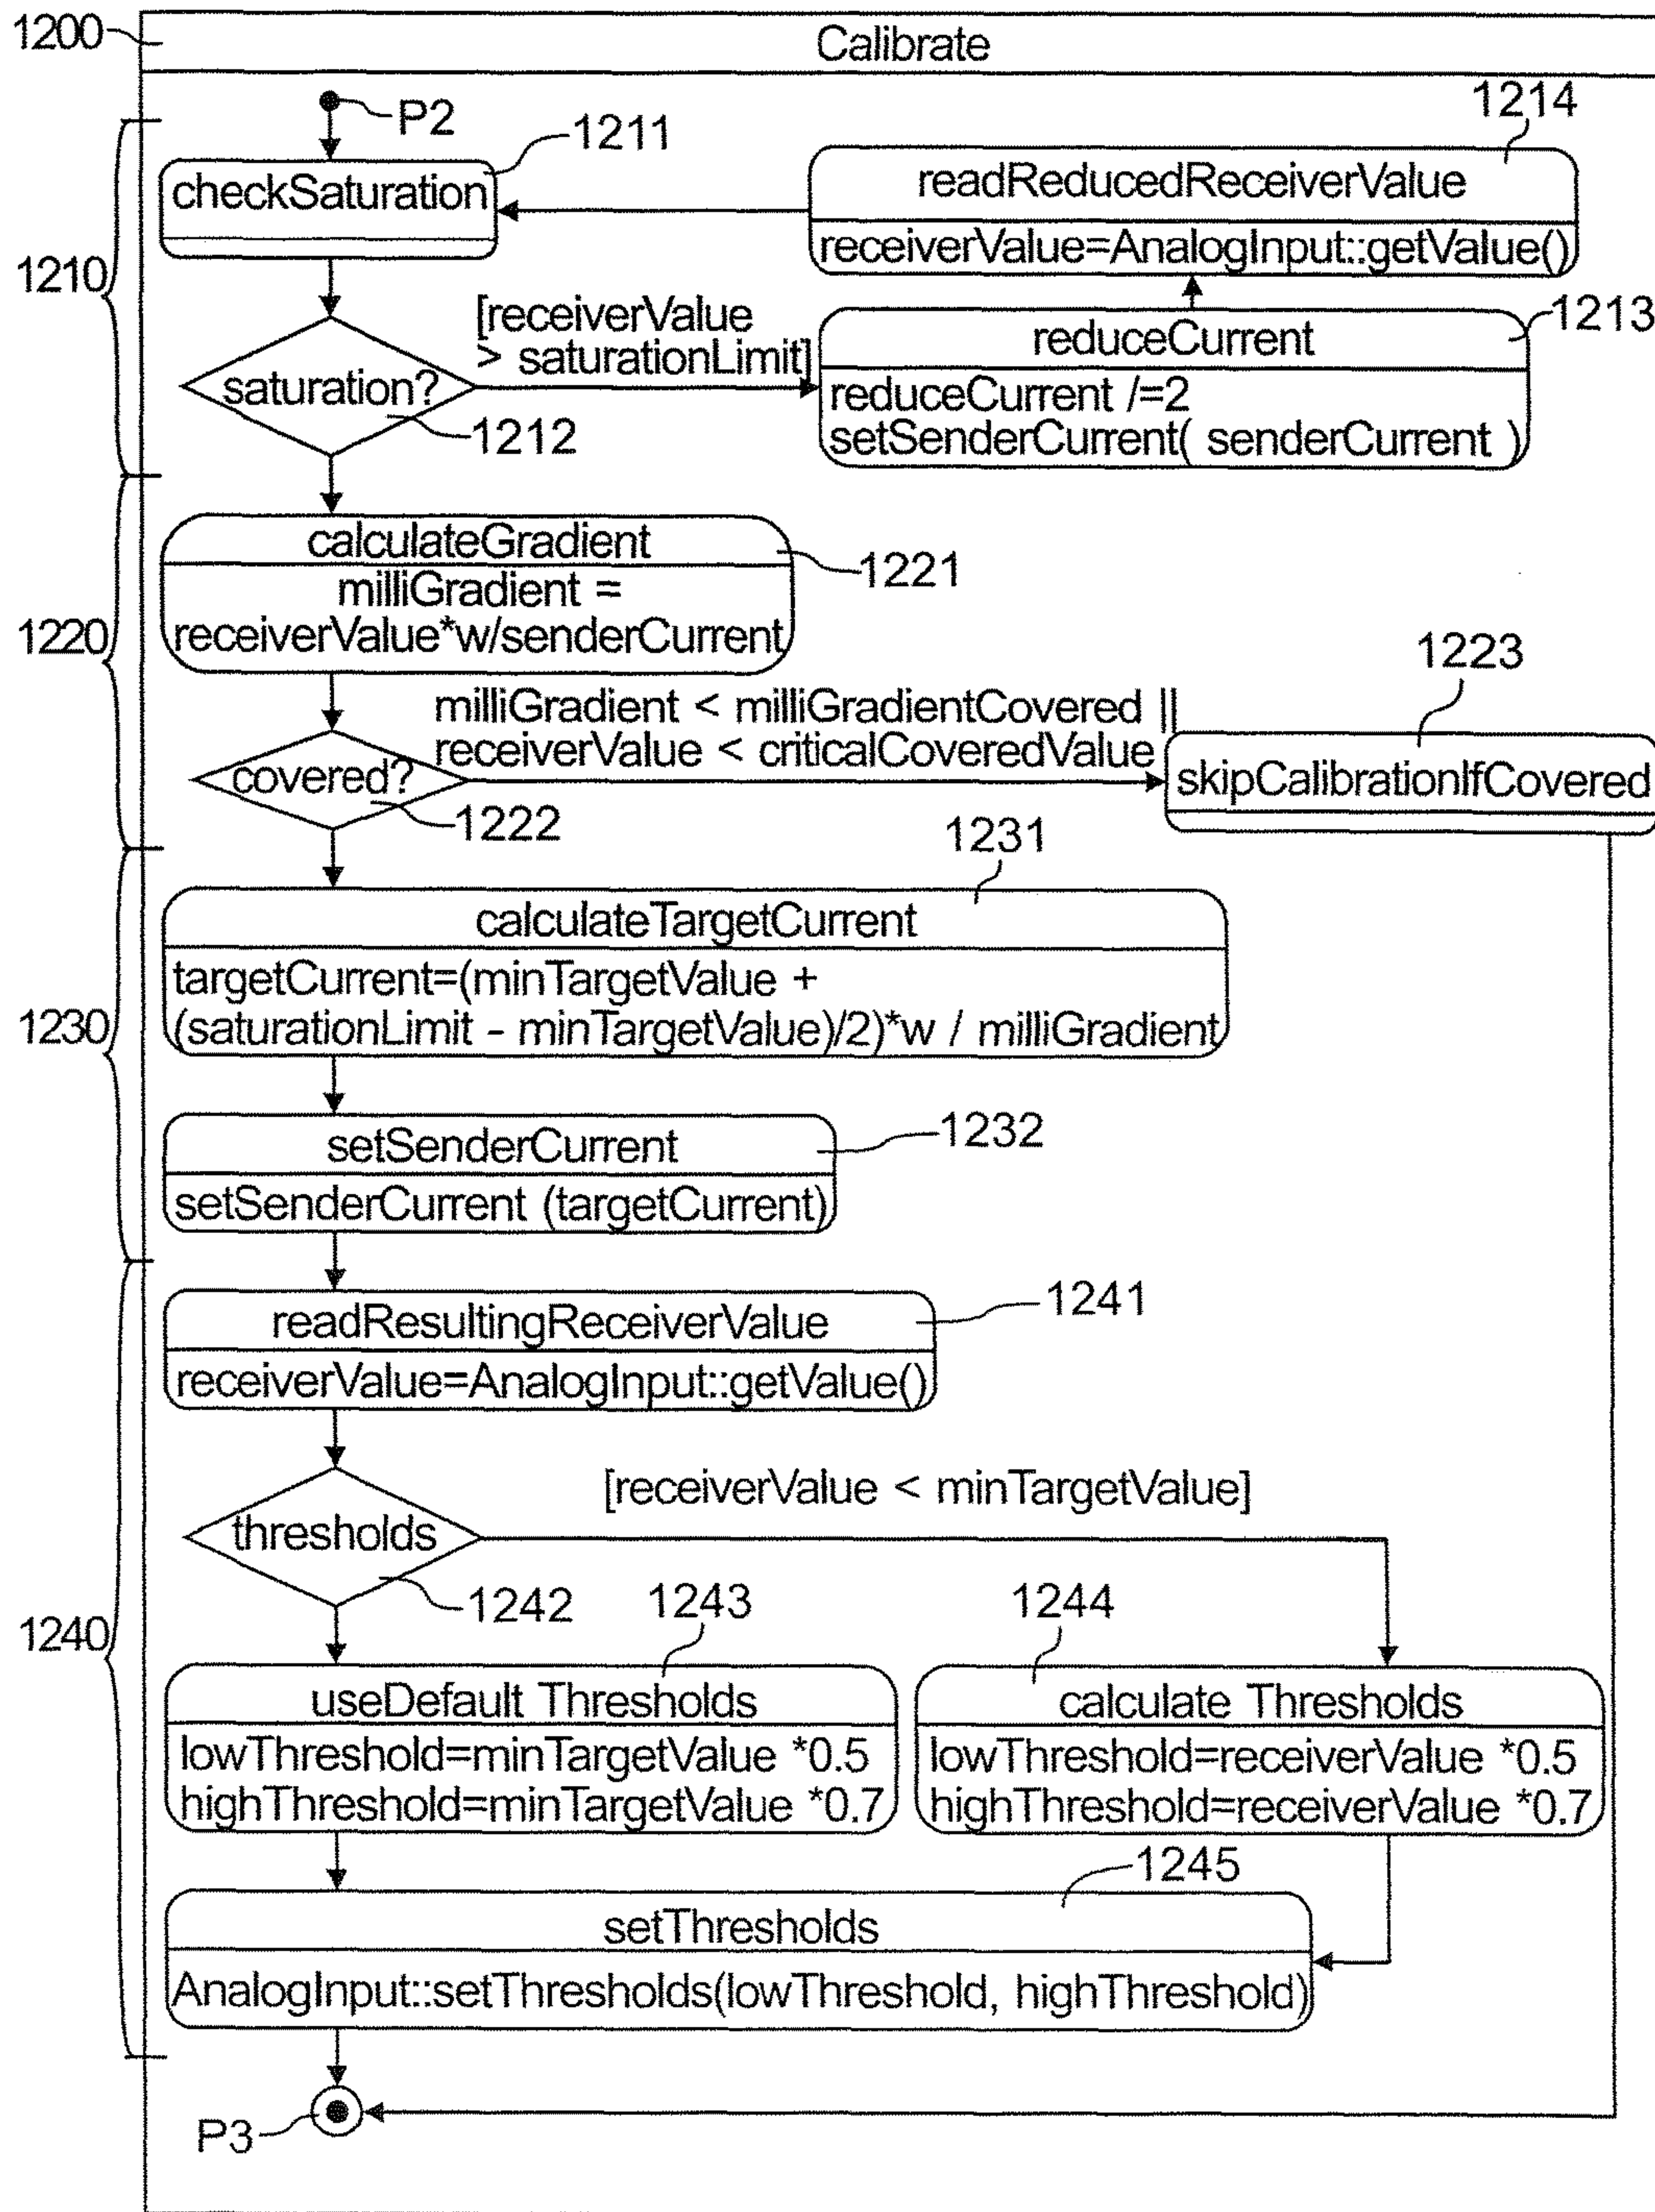 1200
Calibrate
P2
1211
1214
checkSaturation
readReducedReceiverValue
receiverValue=AnalogInput::getValue()
1210
[receiverValue
> saturationLimit]
1213
reduceCurrent
reduceCurrent /=2
setSenderCurrent( senderCurrent )
saturation?
1212
calculateGradient
1221
milliGradient =
receiverValue*w/senderCurrent
1220
1223
milliGradient < milliGradientCovered ||
receiverValue < criticalCoveredValue
covered?
skipCalibrationIfCovered
1222
1231
calculateTargetCurrent
targetCurrent=(minTargetValue +
(saturationLimit - minTargetValue)/2)*w / milliGradient
1230
1232
setSenderCurrent
setSenderCurrent (targetCurrent)
1241
readResultingReceiverValue
receiverValue=AnalogInput::getValue()
[receiverValue < minTargetValue]
thresholds
1242
1243
1244
1240
useDefault Thresholds
lowThreshold=minTargetValue *0.5
highThreshold=minTargetValue *0.7
calculate Thresholds
lowThreshold=receiverValue *0.5
highThreshold=receiverValue *0.7
1245
setThresholds
AnalogInput::setThresholds(lowThreshold, highThreshold)
P3